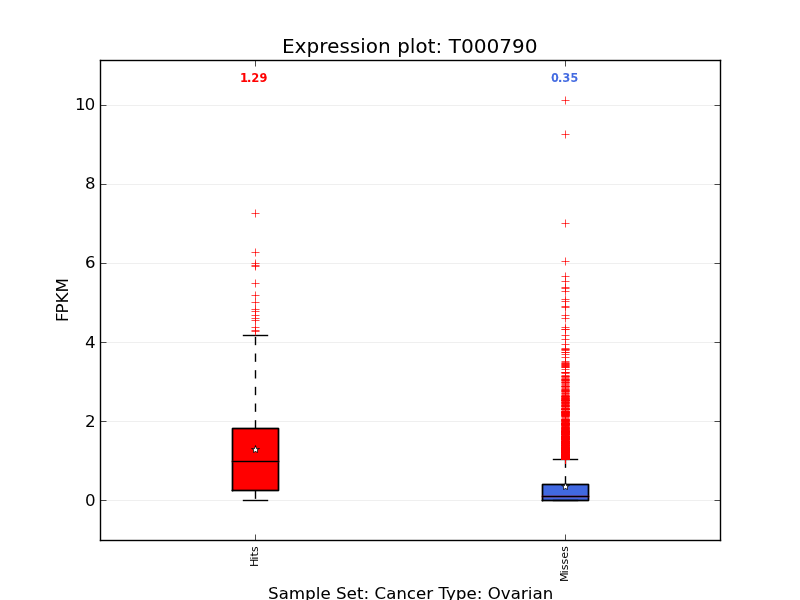 Expression plot: T000790
1.29
0.35
10
8
6
4
2
0
FPKM
Hits
Misses
Sample Set: Cancer Type: Ovarian